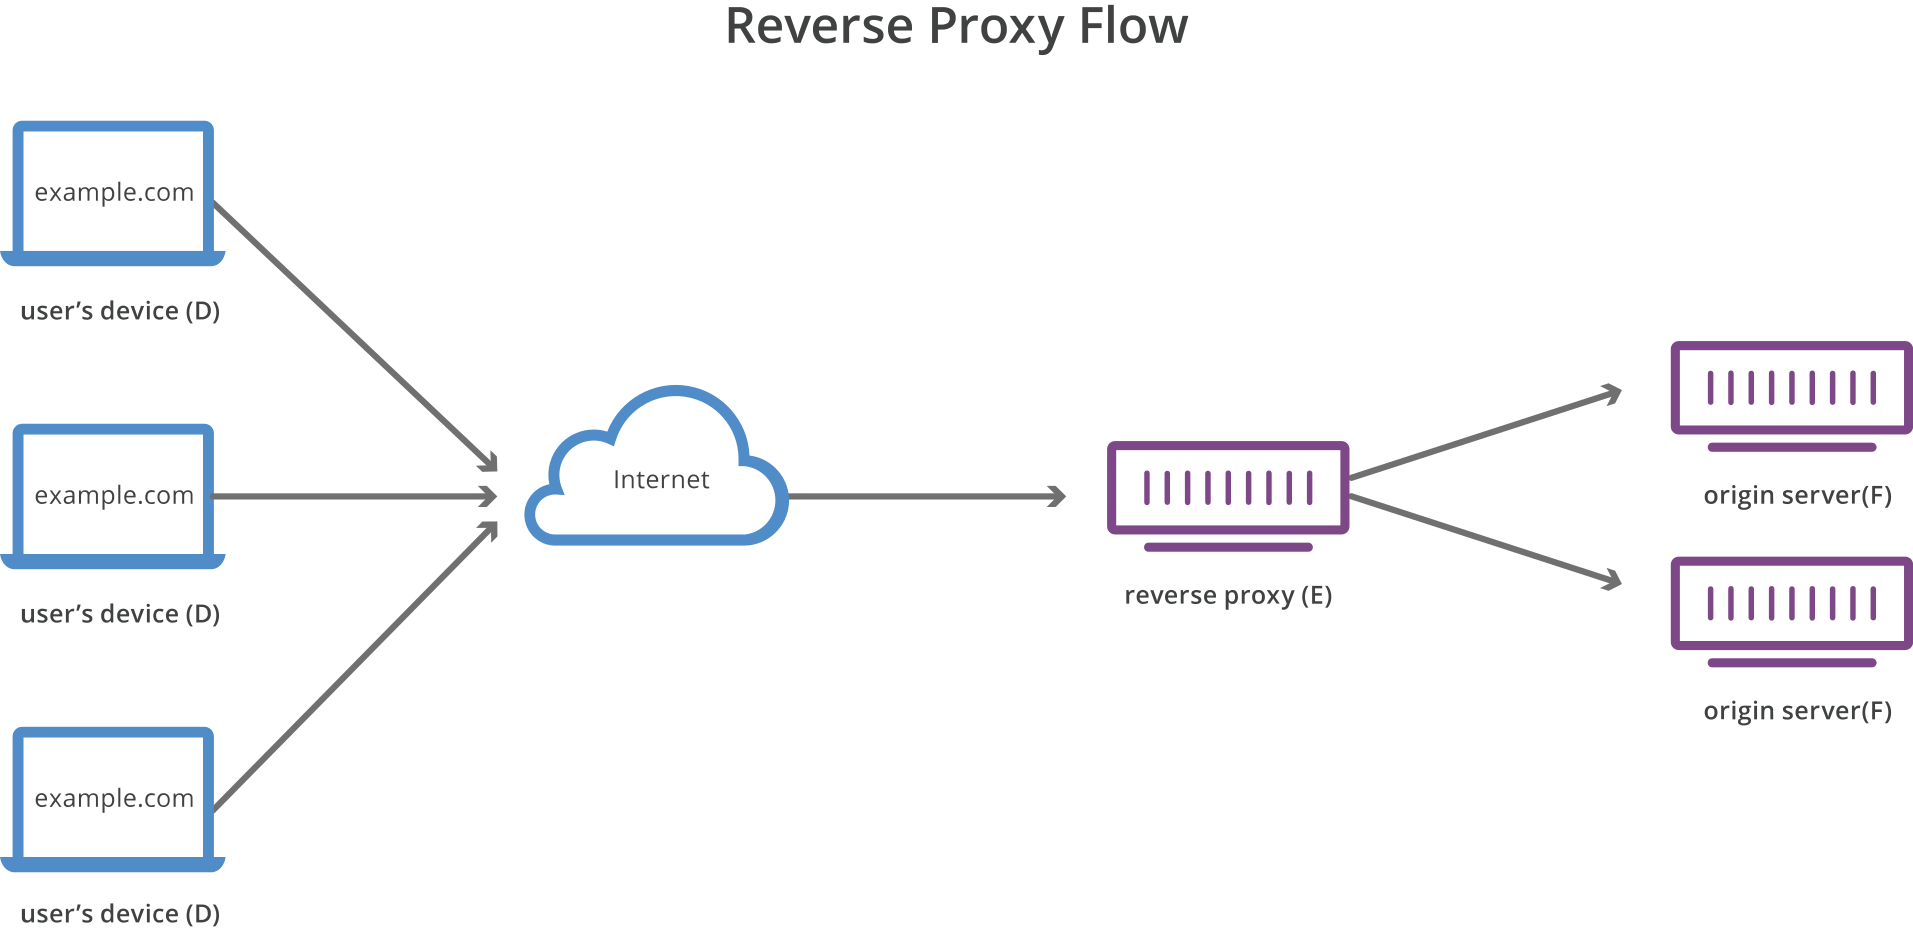 Reverse Proxy Flow
example.com
user’s device (D)
example.com
user’s device (D)
example.com
user’s device (D)
Internet
reverse proxy (E)
origin server(F)
origin server(F)